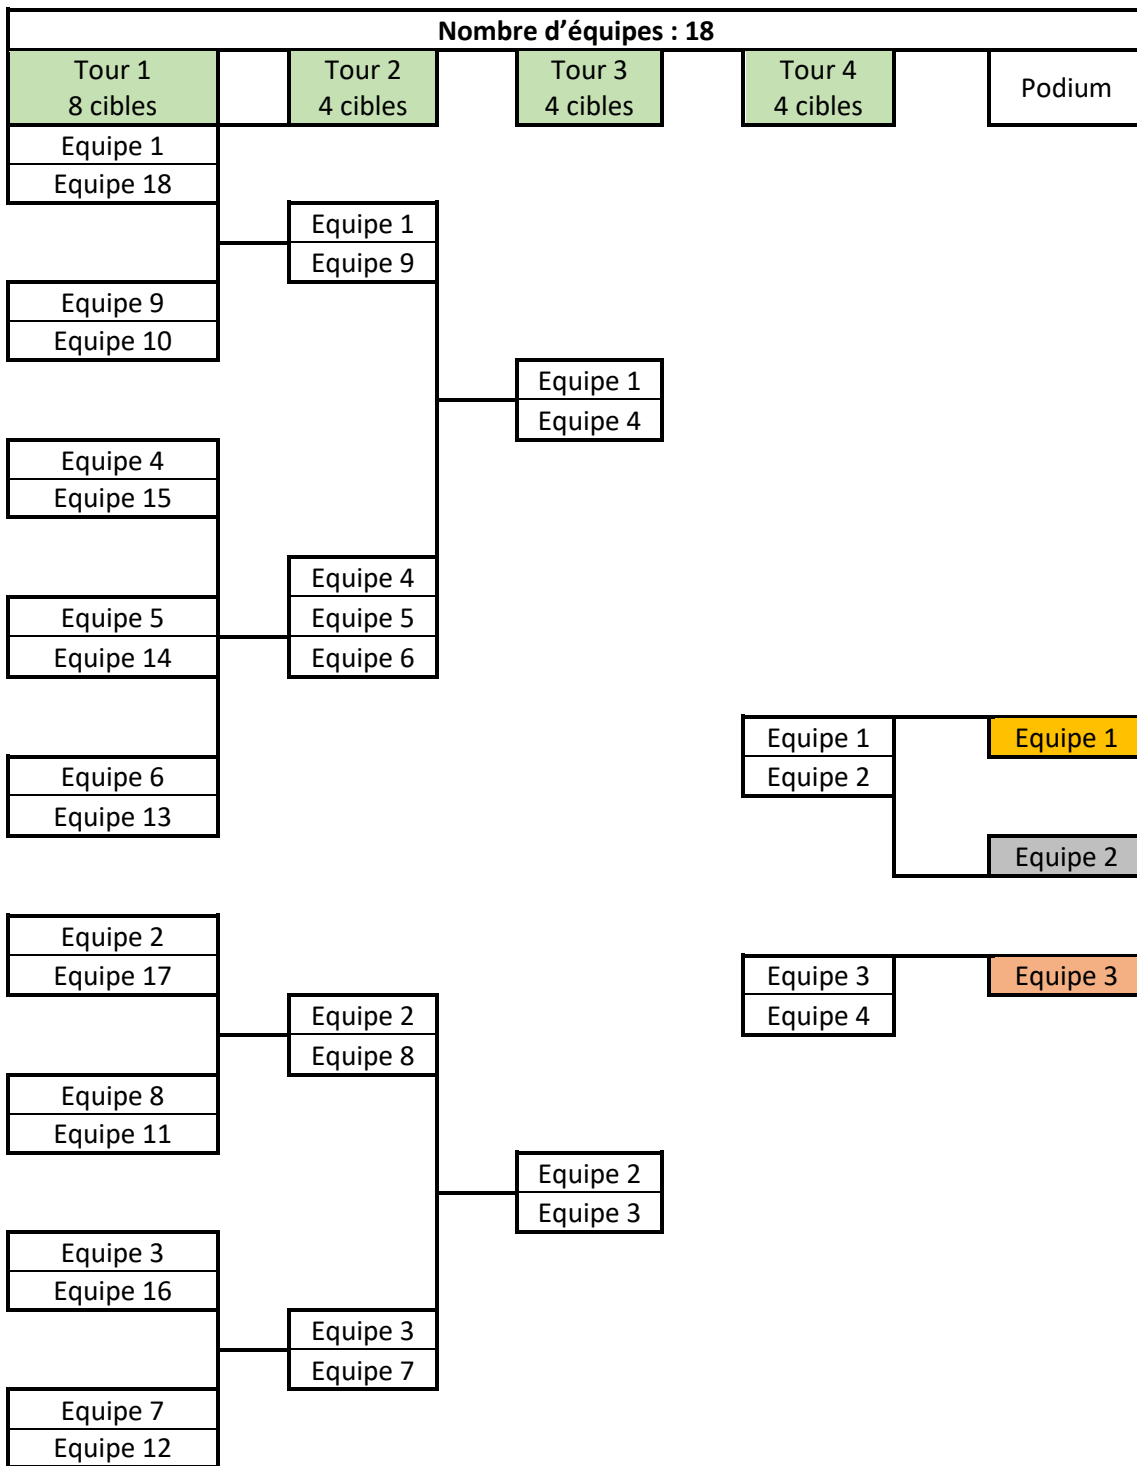 Nombre d’équipes : 18
Tour 1
8 cibles
Tour 2
4 cibles
Tour 3
4 cibles
Tour 4
4 cibles
Podium
Equipe 1
Equipe 18
Equipe 9
Equipe 10
Equipe 4
Equipe 15
Equipe 5
Equipe 14
Equipe 6
Equipe 13
Equipe 2
Equipe 17
Equipe 8
Equipe 11
Equipe 3
Equipe 16
Equipe 7
Equipe 12
Equipe 1
Equipe 9
Equipe 4
Equipe 5
Equipe 6
Equipe 2
Equipe 8
Equipe 3
Equipe 7
Equipe 1
Equipe 4
Equipe 2
Equipe 3
Equipe 1
Equipe 2
Equipe 3
Equipe 4
Equipe 1
Equipe 2
Equipe 3